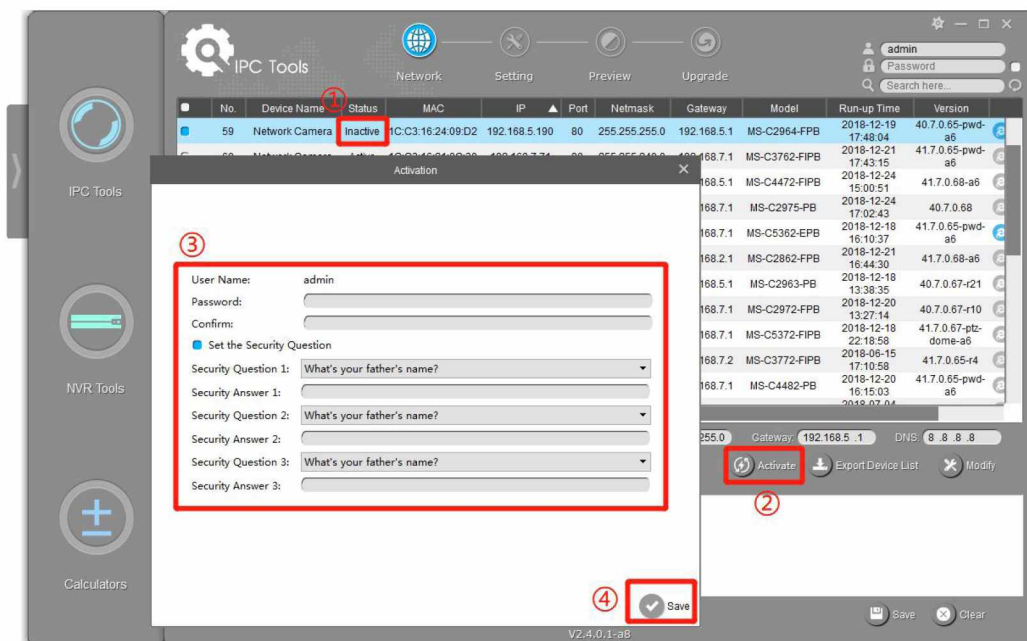 IPC Tools
Network
Setting
Preview
Upgrade
admin
Password
Search here...
No. Device Name Status MAC IP Port Netmask Gateway Model Run-up Time Version
①
59 Network Camera Inactive 1C:C3:16:24:09:D2 192.168.5.190 80 255.255.255.0 192.168.5.1 MS-C2964-FPB 2018-12-19 17:48:04 40.7.0.65-pwd-a6
168.7.1 MS-C3762-FIPB 2018-12-21 17:43:15 41.7.0.65-pwd-a6
168.5.1 MS-C4472-FIPB 2018-12-24 15:00:51 41.7.0.68-a6
168.7.1 MS-C2975-PB 2018-12-24 17:02:43 40.7.0.68
168.7.1 MS-C5362-EPB 2018-12-18 16:10:37 41.7.0.65-pwd-a6
168.2.1 MS-C2862-FPB 2018-12-21 16:44:30 41.7.0.68-a6
168.5.1 MS-C2963-PB 2018-12-18 13:38:35 40.7.0.67-r21
168.7.1 MS-C2972-FPB 2018-12-20 13:27:14 40.7.0.67-r10
168.7.1 MS-C5372-FIPB 2018-12-18 22:18:58 41.7.0.67-ptz-dome-a6
168.7.2 MS-C3772-FIPB 2018-06-15 17:10:58 41.7.0.65-r4
168.7.1 MS-C4482-PB 2018-12-20 16:15:03 41.7.0.65-pwd-a6
255.0 Gateway: 192.168.5 .1 DNS: 8 .8 .8 .8
Activate
Export Device List
Modify
②
Save
Clear
IPC Tools
NVR Tools
Calculators
Activation
③
User Name: admin
Password:
Confirm:
Set the Security Question
Security Question 1: What's your father's name?
Security Answer 1:
Security Question 2: What's your father's name?
Security Answer 2:
Security Question 3: What's your father's name?
Security Answer 3:
④
Save
V2.4.0.1-a8